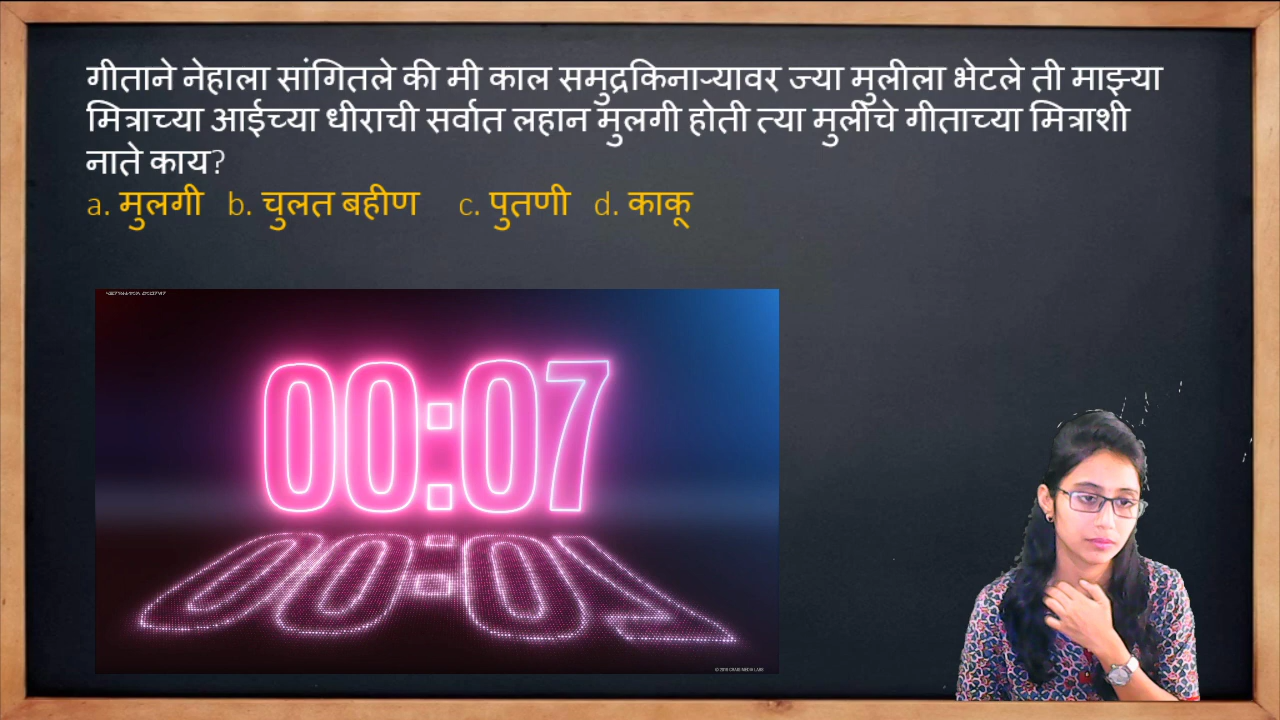 गीताने नेहाला सांगितले की मी काल समुद्रकिनाऱ्यावर ज्या मुलीला भेटले ती माझ्या
मित्राच्या आईच्या धीराची सर्वात लहान मुलगी होती त्या मुलीचे गीताच्या मित्राशी
नाते काय?
a. मुलगी b. चुलत बहीण c. पुतणी d. काकू
00:07